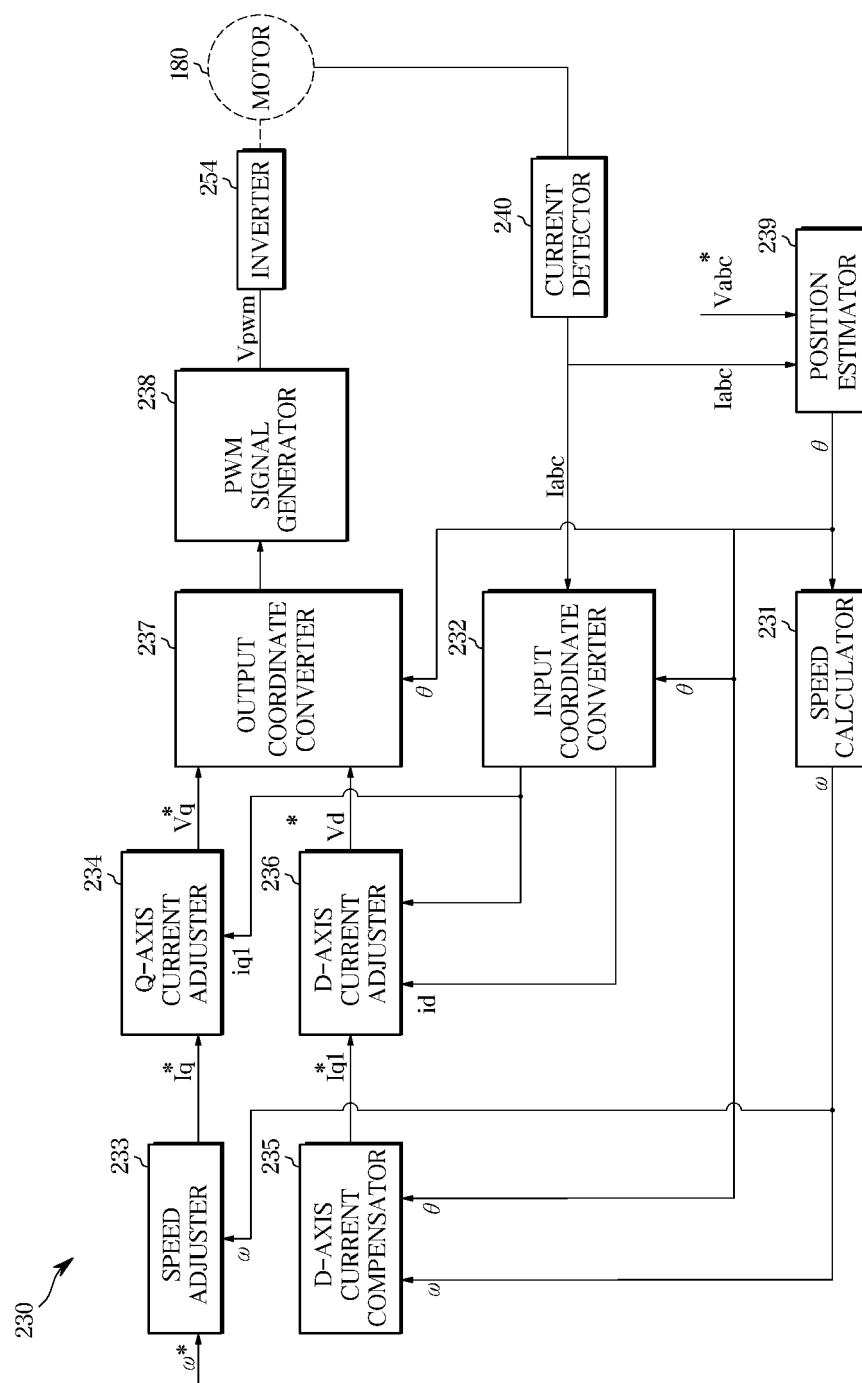 230
ω*
233
SPEED
ADJUSTER
ω
Iq*
234
Q-AXIS
CURRENT
ADJUSTER
iq1
Vq*
237
OUTPUT
COORDINATE
CONVERTER
θ
238
PWM
SIGNAL
GENERATOR
Vpwm
254
INVERTER
180
MOTOR
235
D-AXIS
CURRENT
COMPENSATOR
ω
θ
Iq1*
236
D-AXIS
CURRENT
ADJUSTER
id
Vd
*
232
INPUT
COORDINATE
CONVERTER
θ
Iabc
240
CURRENT
DETECTOR
231
SPEED
CALCULATOR
ω
θ
Iabc
Vabc*
239
POSITION
ESTIMATOR